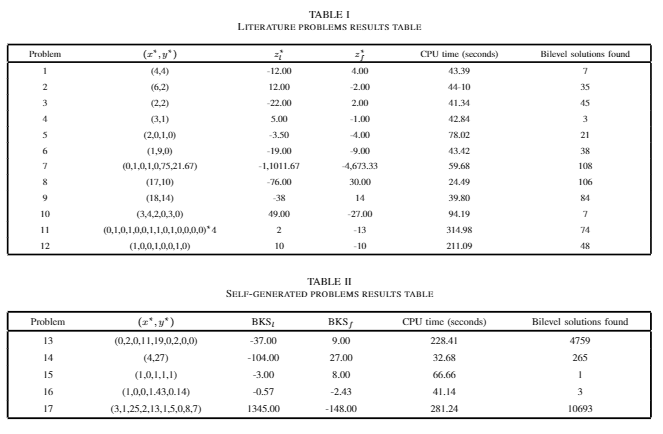 TABLE I
LITERATURE PROBLEMS RESULTS TABLE
Problem (x*, y*) z*l z*f CPU time (seconds) Bilevel solutions found
1 (4,4) -12.00 4.00 43.39 7
2 (6,2) 12.00 -2.00 44-10 35
3 (2,2) -22.00 2.00 41.34 45
4 (3,1) 5.00 -1.00 42.84 3
5 (2,0,1,0) -3.50 -4.00 78.02 21
6 (1,9,0) -19.00 -9.00 43.42 38
7 (0,1,0,1,0,75,21.67) -1,1011.67 -4,673.33 59.68 108
8 (17,10) -76.00 30.00 24.49 106
9 (18,14) -38 14 39.80 84
10 (3,4,2,0,3,0) 49.00 -27.00 94.19 7
11 (0,1,0,1,0,0,1,1,0,1,0,0,0,0)*4 2 -13 314.98 74
12 (1,0,0,1,0,0,1,0) 10 -10 211.09 48
TABLE II
SELF-GENERATED PROBLEMS RESULTS TABLE
Problem (x*, y*) BKSl BKSf CPU time (seconds) Bilevel solutions found
13 (0,2,0,11,19,0,2,0,0) -37.00 9.00 228.41 4759
14 (4,27) -104.00 27.00 32.68 265
15 (1,0,1,1,1) -3.00 8.00 66.66 1
16 (1,0,0,1.43,0.14) -0.57 -2.43 41.14 3
17 (3,1,25,2,13,1,5,0,8,7) 1345.00 -148.00 281.24 10693